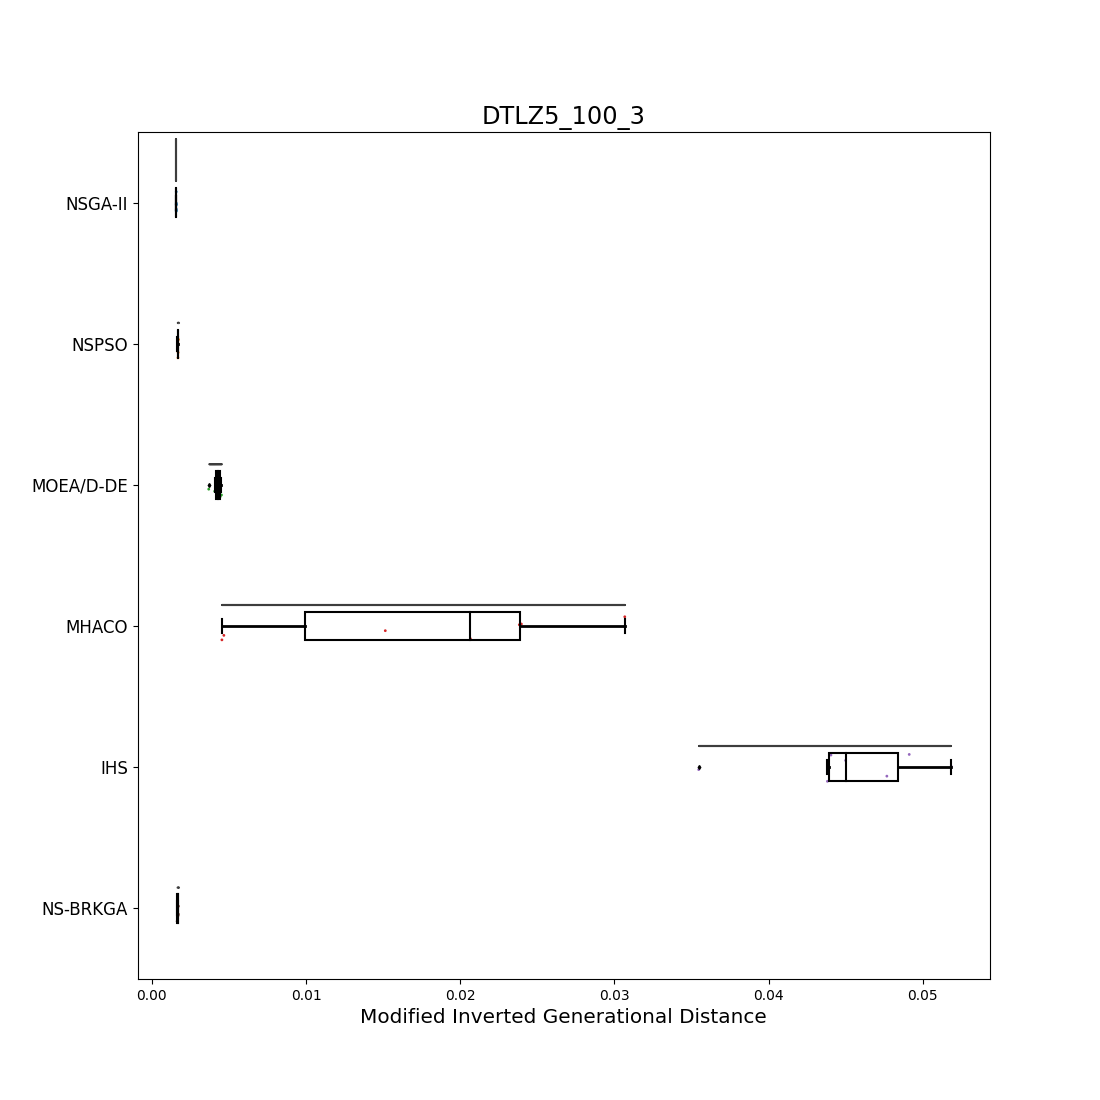 DTLZ5_100_3
NSGA-II
NSPSO
MOEA/D-DE
MHACO
IHS
NS-BRKGA
0.00 0.01 0.02 0.03 0.04 0.05
Modified Inverted Generational Distance